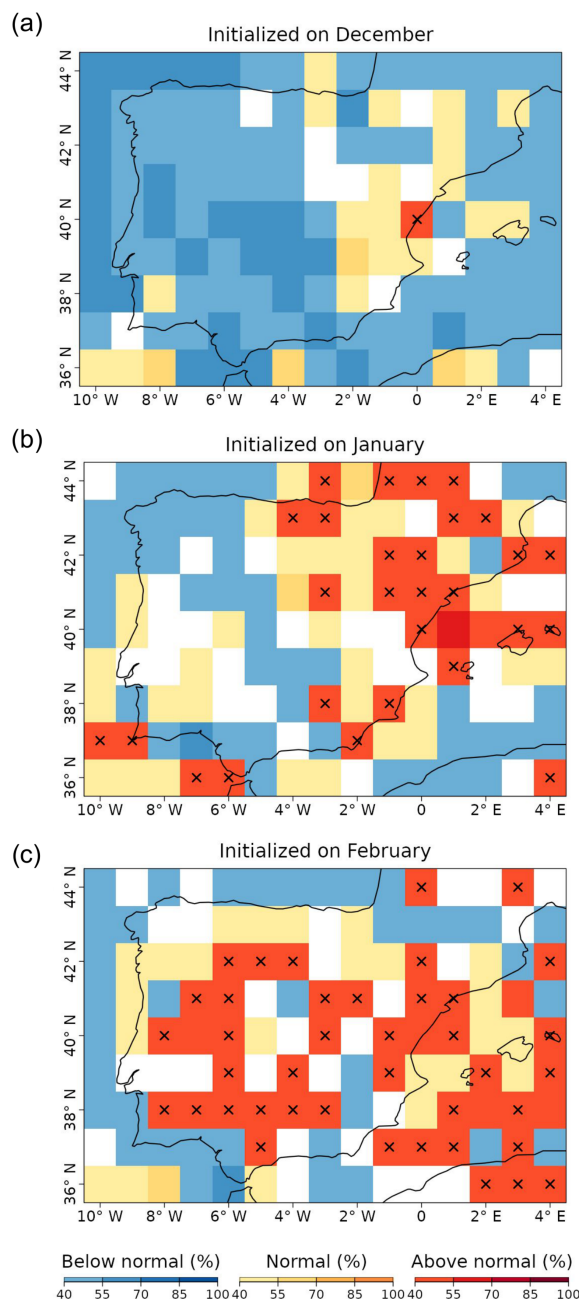 (a)
Initialized on December
44° N
42° N
40° N
38° N
36° N
10° W 8° W 6° W 4° W 2° W 0° 2° E 4° E
(b)
Initialized on January
44° N
42° N
40° N
38° N
36° N
10° W 8° W 6° W 4° W 2° W 0° 2° E 4° E
(c)
Initialized on February
44° N
42° N
40° N
38° N
36° N
10° W 8° W 6° W 4° W 2° W 0° 2° E 4° E
Below normal (%) Normal (%) Above normal (%)
40 55 70 85 100 40 55 70 85 100 40 55 70 85 100